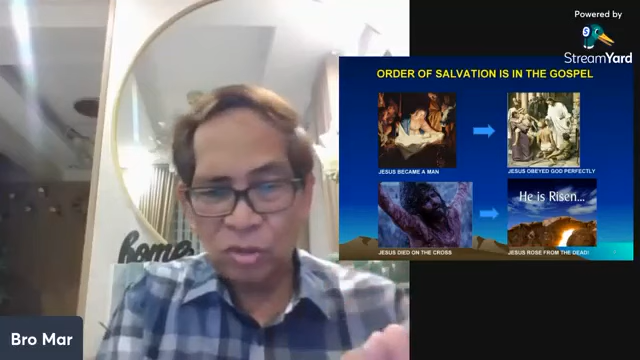 Powered by
StreamYard
ORDER OF SALVATION IS IN THE GOSPEL
JESUS BECAME A MAN
JESUS OBEYED GOD PERFECTLY
He is Risen...
JESUS DIED ON THE CROSS
JESUS ROSE FROM THE DEAD!
home
Bro Mar